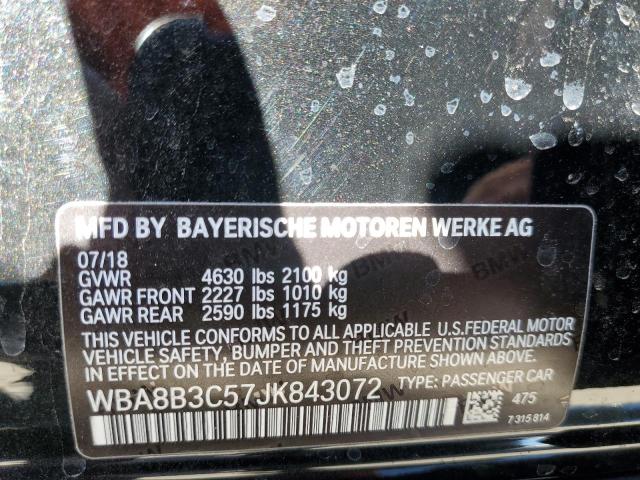 MFD BY BAYERISCHE MOTOREN WERKE AG
07/18
GVWR 4630 lbs 2100 kg
GAWR FRONT 2227 lbs 1010 kg
GAWR REAR 2590 lbs 1175 kg
THIS VEHICLE CONFORMS TO ALL APPLICABLE U.S.FEDERAL MOTOR
VEHICLE SAFETY, BUMPER AND THEFT PREVENTION STANDARDS
IN EFFECT ON THE DATE OF MANUFACTURE SHOWN ABOVE.
WBA8B3C57JK843072 TYPE: PASSENGER CAR
475
7 315 814